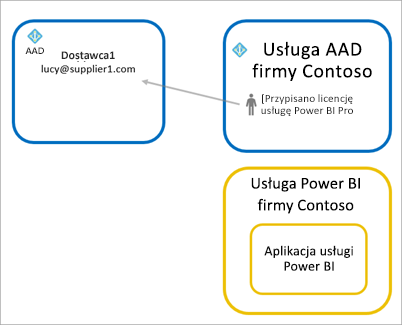 AAD
Dostawca1
lucy@supplier1.com
Usługa AAD
firmy Contoso
[Przypisano licencję
usługę Power BI Pro
Usługa Power BI
firmy Contoso
Aplikacja usługi
Power BI